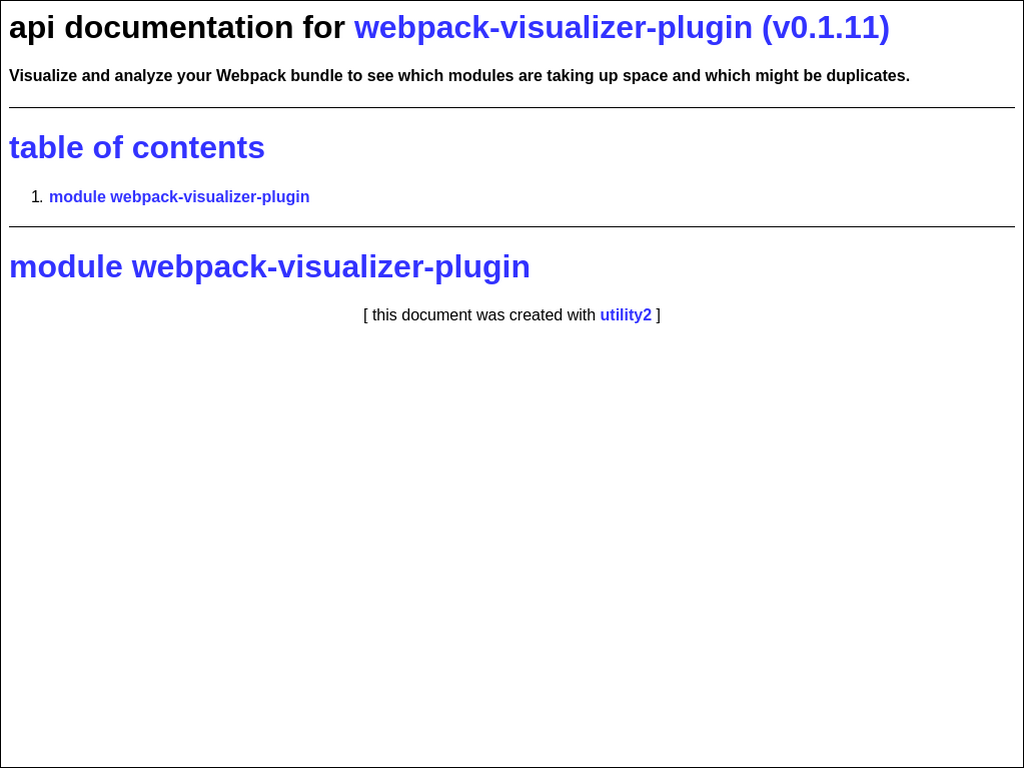 api documentation for webpack-visualizer-plugin (v0.1.11)
Visualize and analyze your Webpack bundle to see which modules are taking up space and which might be duplicates.
table of contents
1. module webpack-visualizer-plugin
module webpack-visualizer-plugin
[ this document was created with utility2 ]